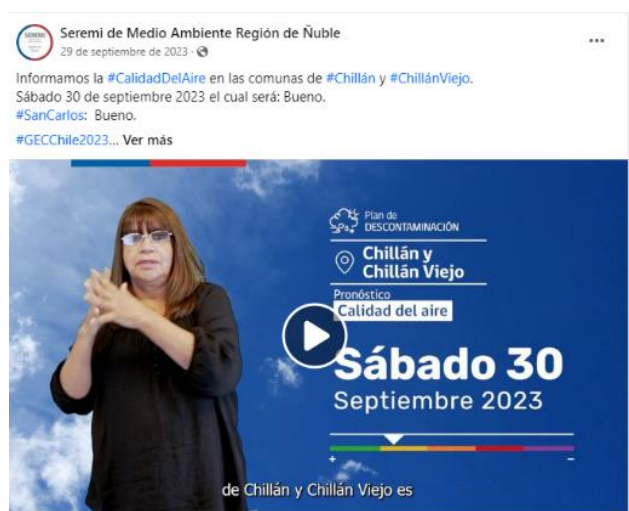 Seremi de Medio Ambiente Región de Ñuble
29 de septiembre de 2023 ·
Informamos la #CalidadDelAire en las comunas de #Chillán y #ChillánViejo.
Sábado 30 de septiembre 2023 el cual será: Bueno.
#SanCarlos: Bueno.
#GECChile2023... Ver más
Plan de
DESCONTAMINACIÓN
Chillán y
Chillán Viejo
Pronóstico
Calidad del aire
Sábado 30
Septiembre 2023
+ −
de Chillán y Chillán Viejo es